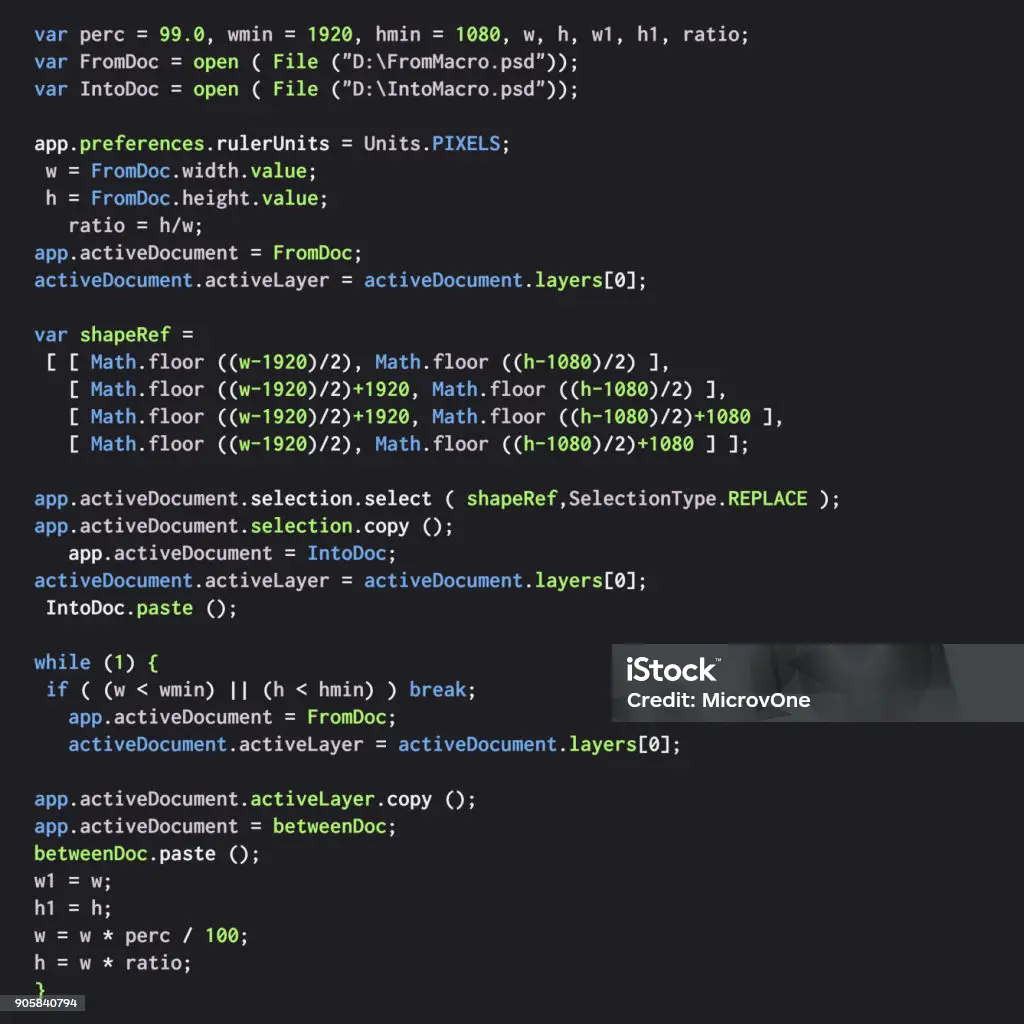 var perc = 99.0, wmin = 1920, hmin = 1080, w, h, w1, h1, ratio;
var FromDoc = open ( File ("D:\FromMacro.psd"));
var IntoDoc = open ( File ("D:\IntoMacro.psd"));

app.preferences.rulerUnits = Units.PIXELS;
 w = FromDoc.width.value;
 h = FromDoc.height.value;
   ratio = h/w;
app.activeDocument = FromDoc;
activeDocument.activeLayer = activeDocument.layers[0];

var shapeRef =
 [ [ Math.floor ((w-1920)/2), Math.floor ((h-1080)/2) ],
   [ Math.floor ((w-1920)/2)+1920, Math.floor ((h-1080)/2) ],
   [ Math.floor ((w-1920)/2)+1920, Math.floor ((h-1080)/2)+1080 ],
   [ Math.floor ((w-1920)/2), Math.floor ((h-1080)/2)+1080 ] ];

app.activeDocument.selection.select ( shapeRef,SelectionType.REPLACE );
app.activeDocument.selection.copy ();
   app.activeDocument = IntoDoc;
activeDocument.activeLayer = activeDocument.layers[0];
 IntoDoc.paste ();

while (1) {
 if ( (w < wmin) || (h < hmin) ) break;
   app.activeDocument = FromDoc;
   activeDocument.activeLayer = activeDocument.layers[0];

app.activeDocument.activeLayer.copy ();
app.activeDocument = betweenDoc;
betweenDoc.paste ();
w1 = w;
h1 = h;
w = w * perc / 100;
h = w * ratio;
}
iStock™
Credit: MicrovOne
905840794